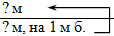 ? м
? м, на 1 м б.